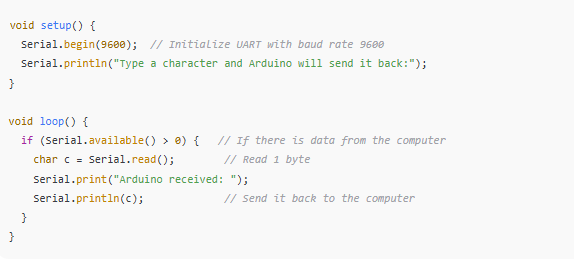 void setup() {
  Serial.begin(9600);  // Initialize UART with baud rate 9600
  Serial.println("Type a character and Arduino will send it back:");
}

void loop() {
  if (Serial.available() > 0) {   // If there is data from the computer
    char c = Serial.read();        // Read 1 byte
    Serial.print("Arduino received: ");
    Serial.println(c);             // Send it back to the computer
  }
}